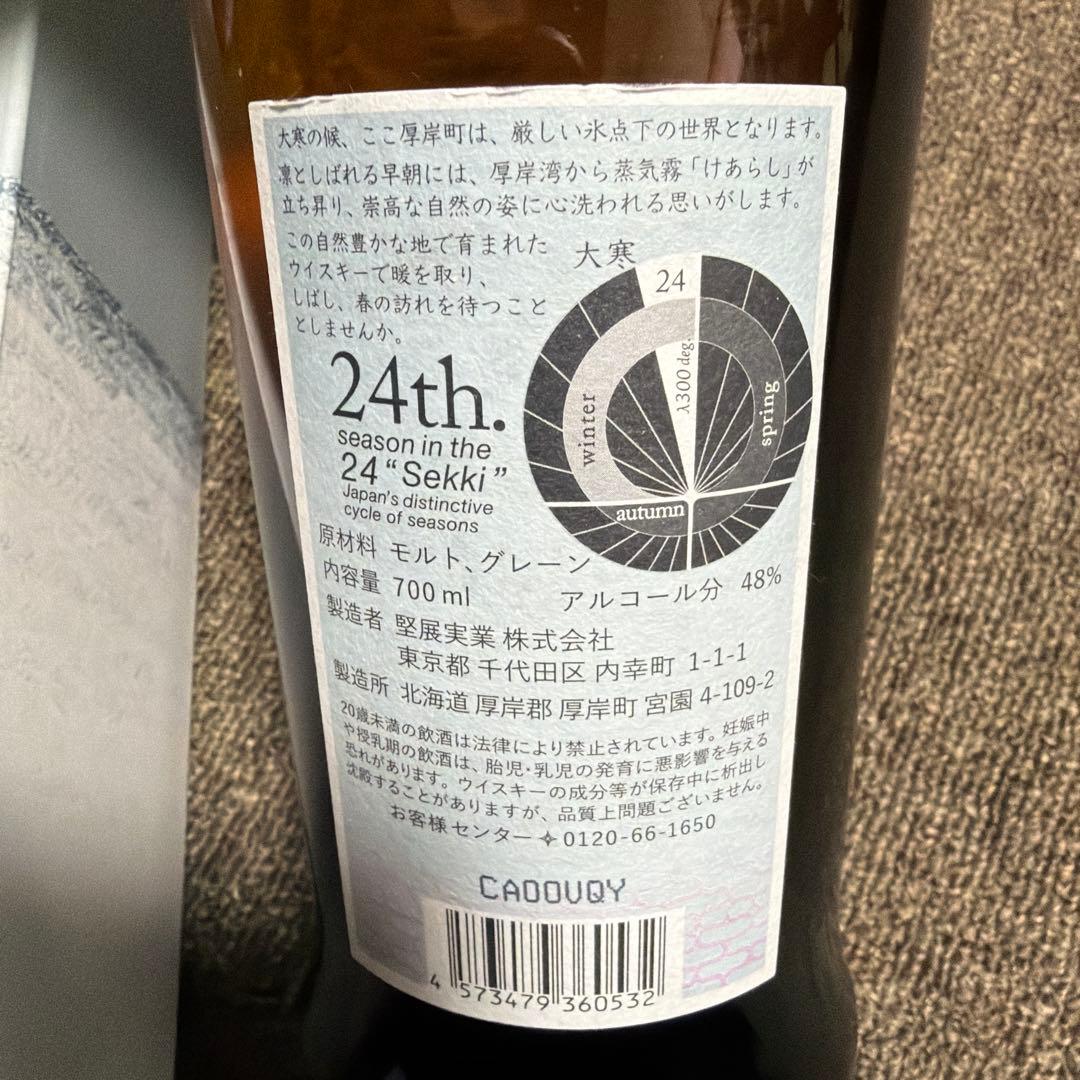 大寒の候、ここ厚岸町は、厳しい氷点下の世界となります。
凛としばれる早朝には、厚岸湾から蒸気霧「けあらし」が
立ち昇り、崇高な自然の姿に心洗われる思いがします。
この自然豊かな地で育まれた
ウイスキーで暖を取り、
しばし、春の訪れを待つこと
としませんか。
大寒
24
λ300 deg.
winter
spring
autumn
24th.
season in the
24 “Sekki”
Japan's distinctive
cycle of seasons
原材料 モルト、グレーン
内容量 700 ml アルコール分 48%
製造者 堅展実業 株式会社
東京都 千代田区 内幸町 1-1-1
製造所 北海道 厚岸郡 厚岸町 宮園 4-109-2
20歳未満の飲酒は法律により禁止されています。妊娠中
や授乳期の飲酒は、胎児・乳児の発育に悪影響を与える
恐れがあります。ウイスキーの成分等が保存中に析出し
沈殿することがありますが、品質上問題ございません。
お客様センター✧0120-66-1650
CAOOVQY
4 573479 360532